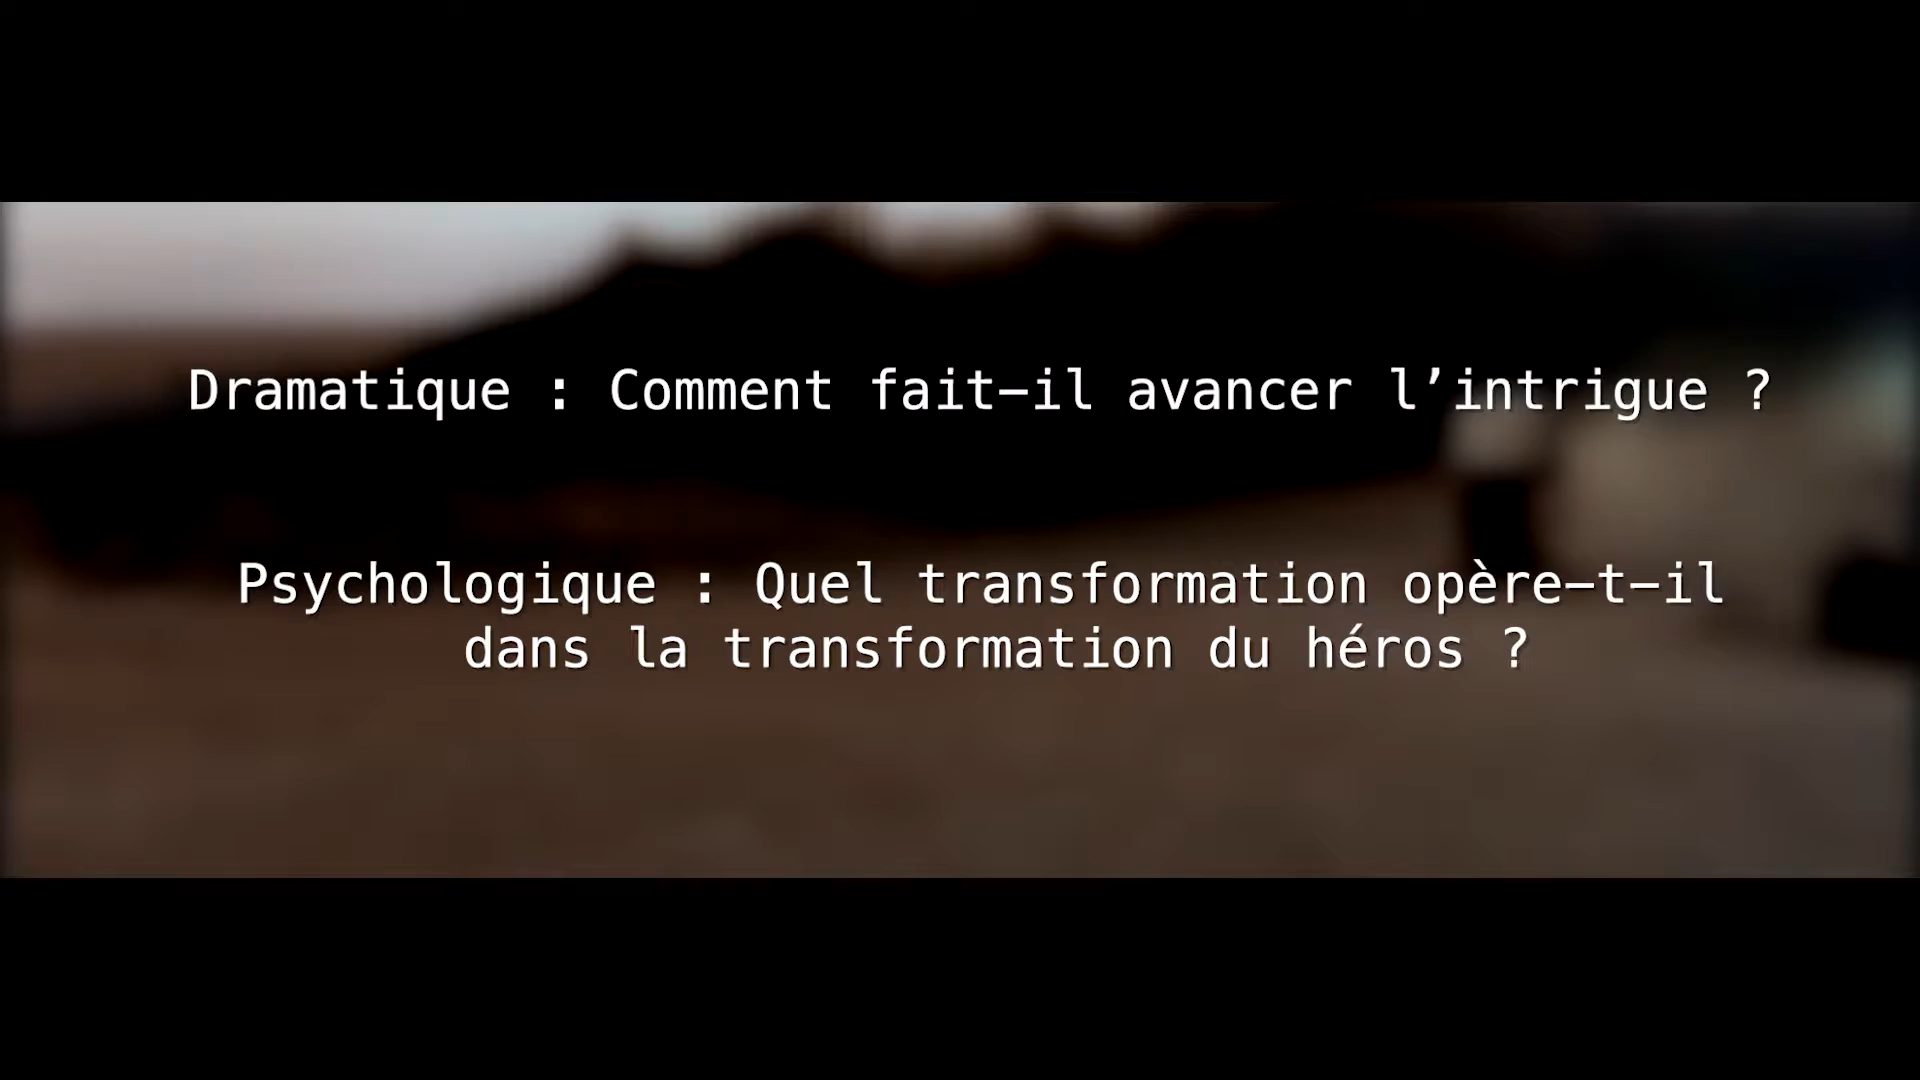 Dramatique : Comment fait-il avancer l’intrigue ?
Psychologique : Quel transformation opère-t-il
dans la transformation du héros ?